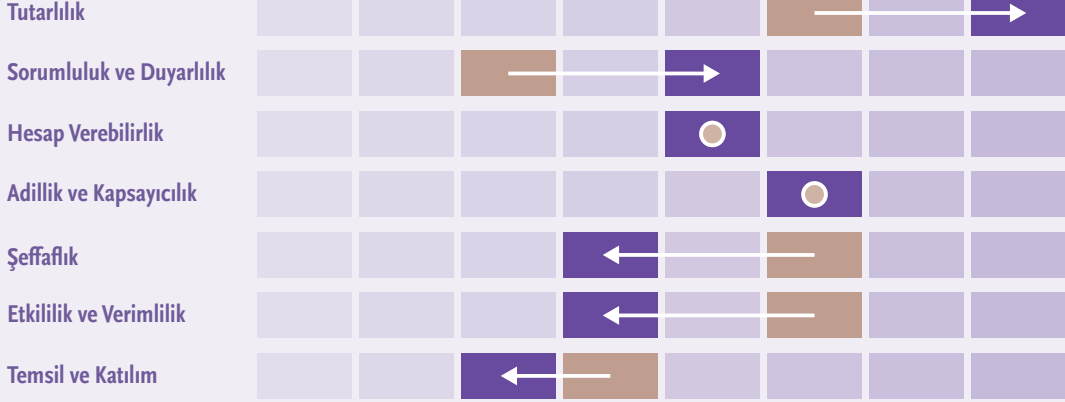 Tutarlılık
Sorumluluk ve Duyarlılık
Hesap Verebilirlik
Adillik ve Kapsayıcılık
Şeffaflık
Etkililik ve Verimlilik
Temsil ve Katılım